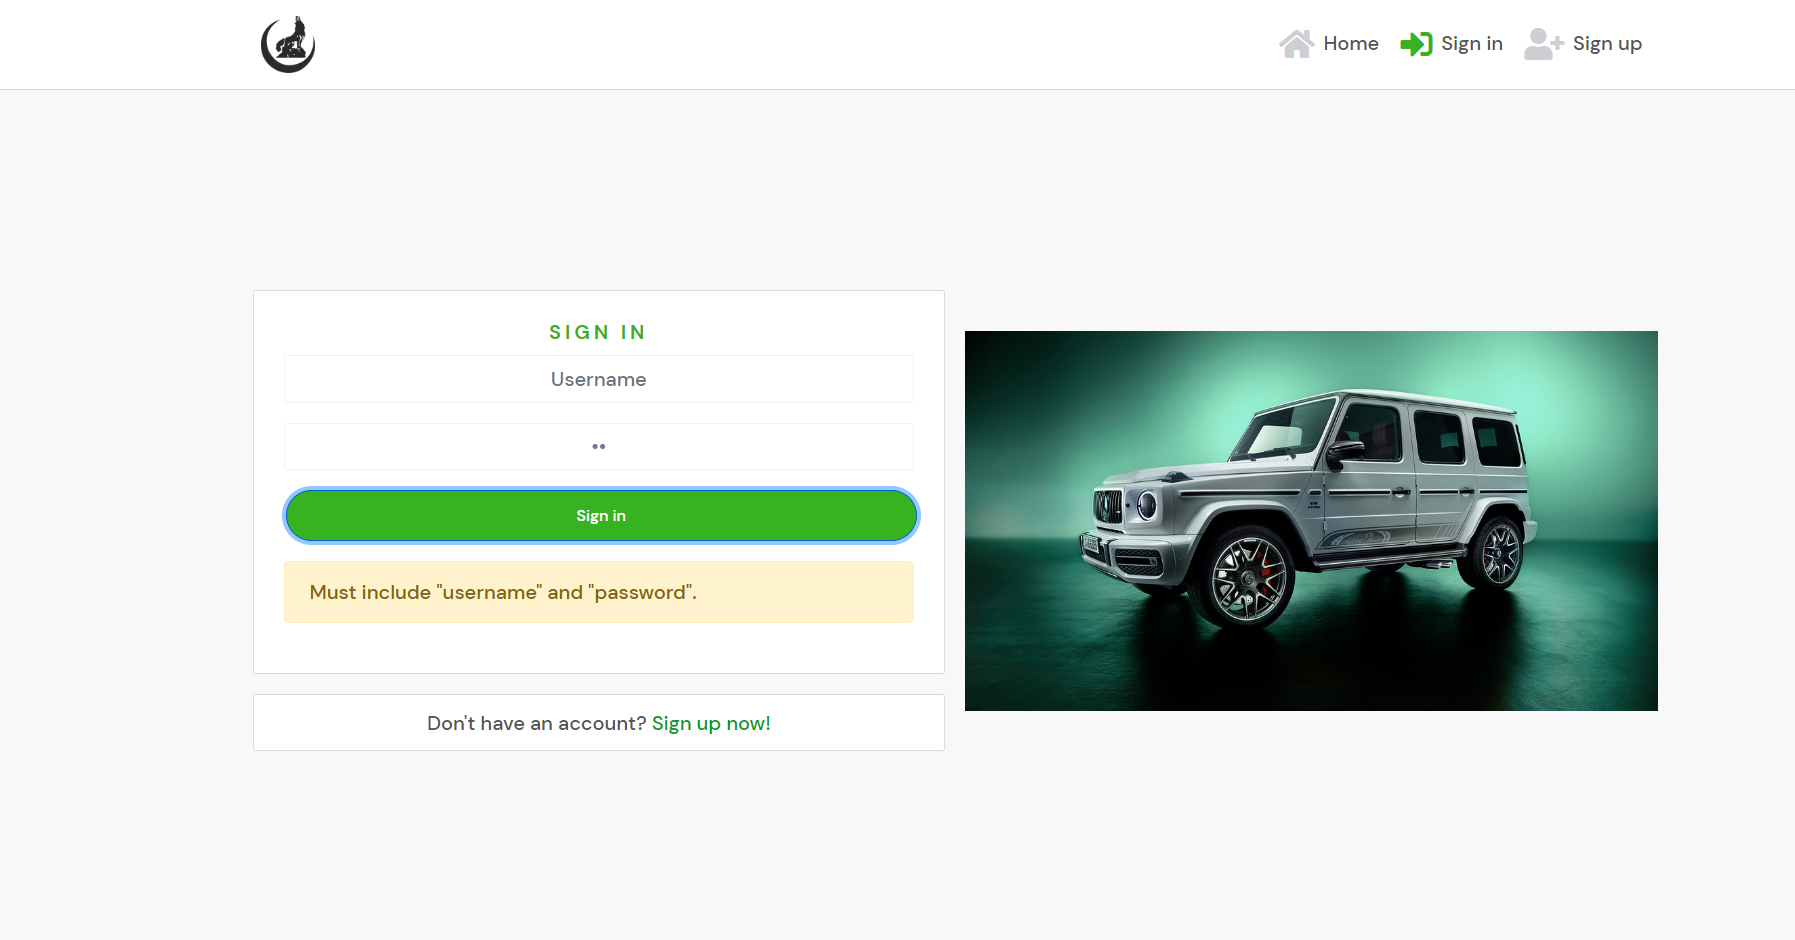 Home
Sign in
Sign up
SIGN IN
Username
••
Sign in
Must include "username" and "password".
Don't have an account? Sign up now!